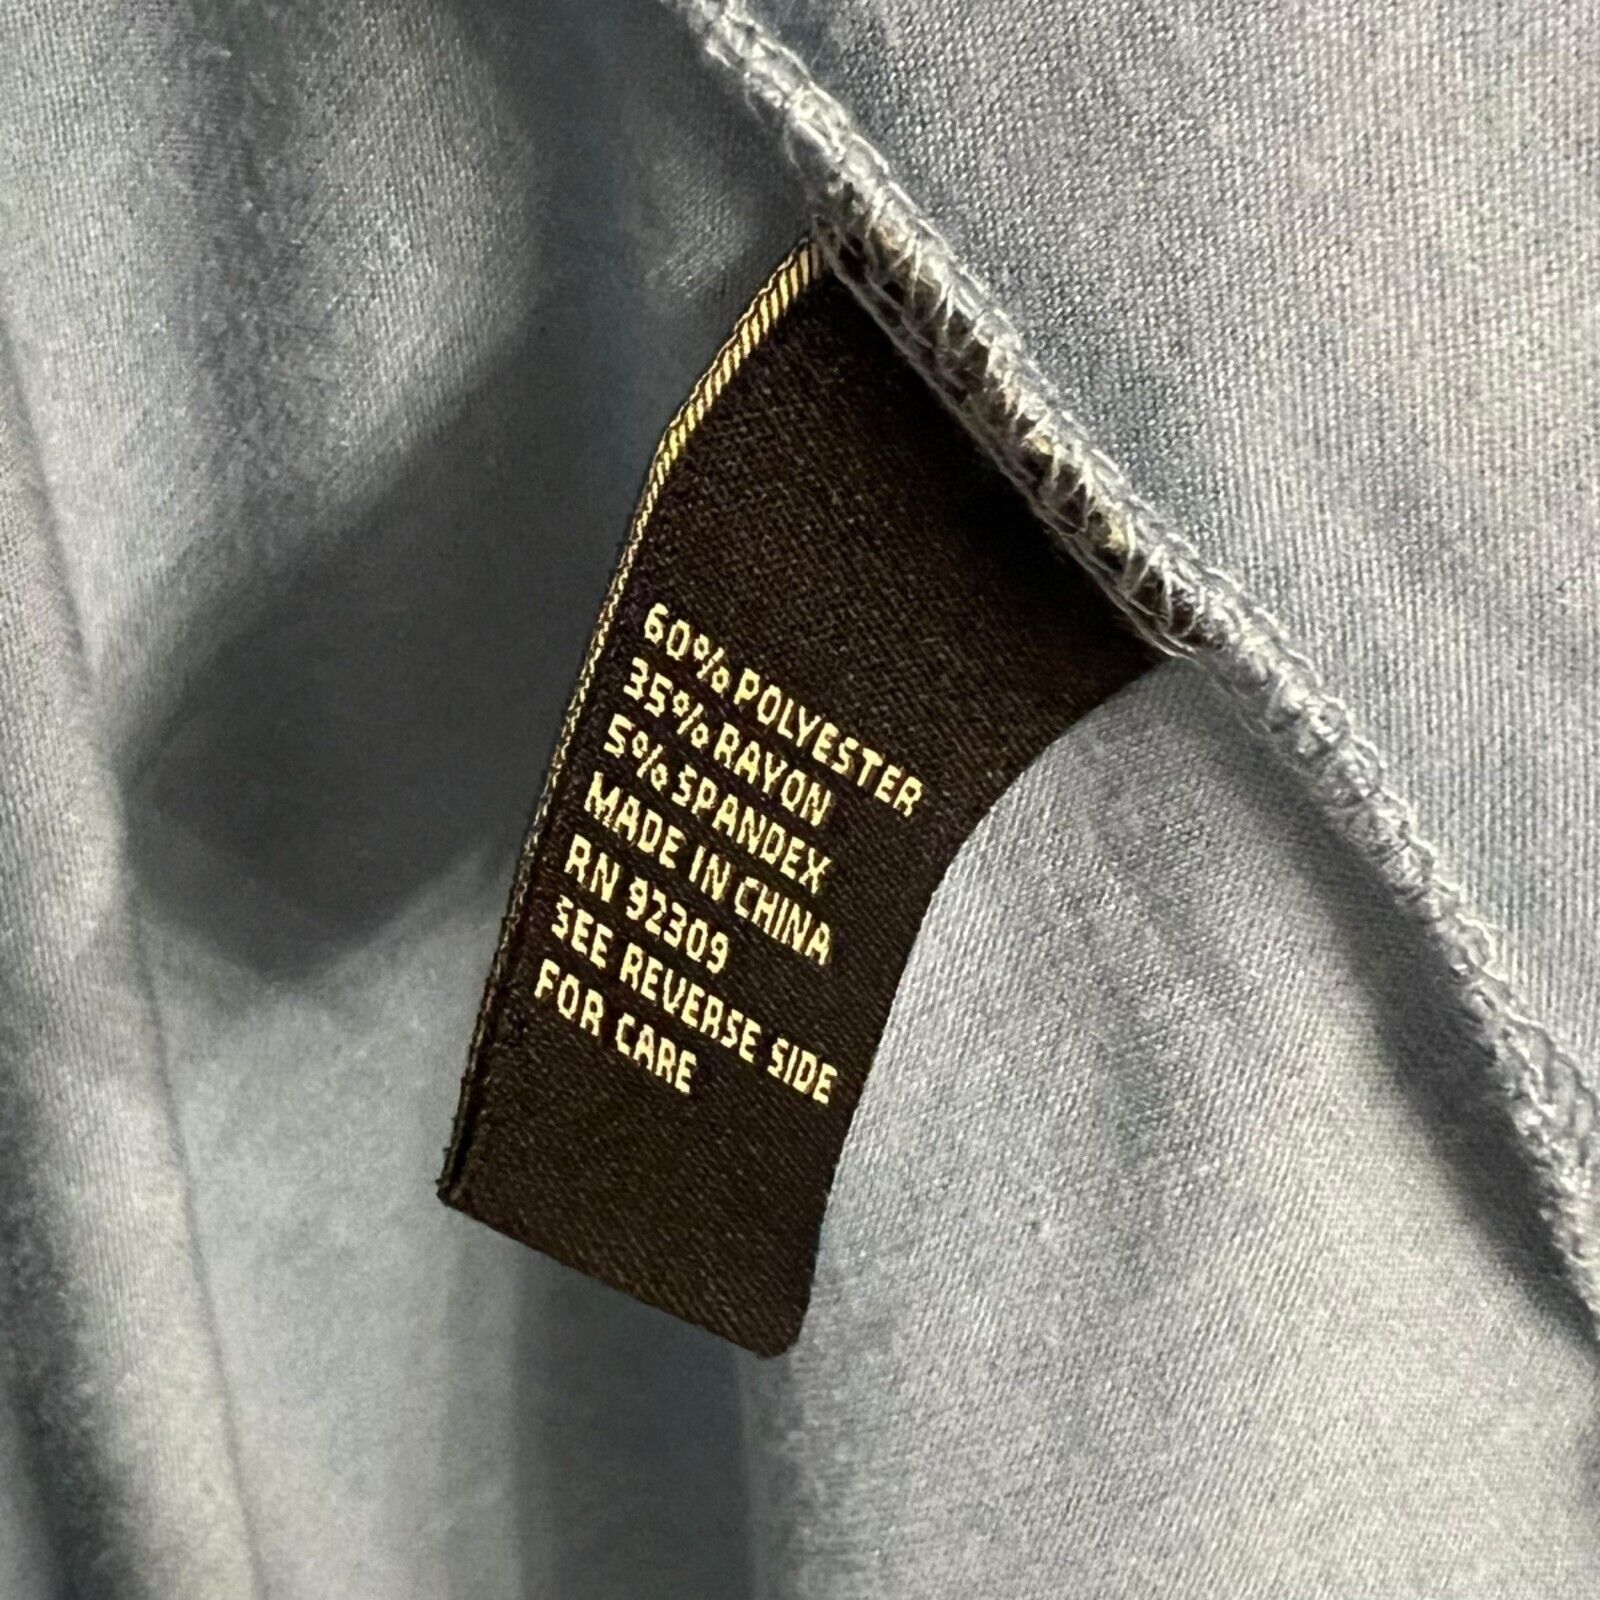 60% POLYESTER
35% RAYON
5% SPANDEX
MADE IN CHINA
RN 92309
SEE REVERSE SIDE
FOR CARE